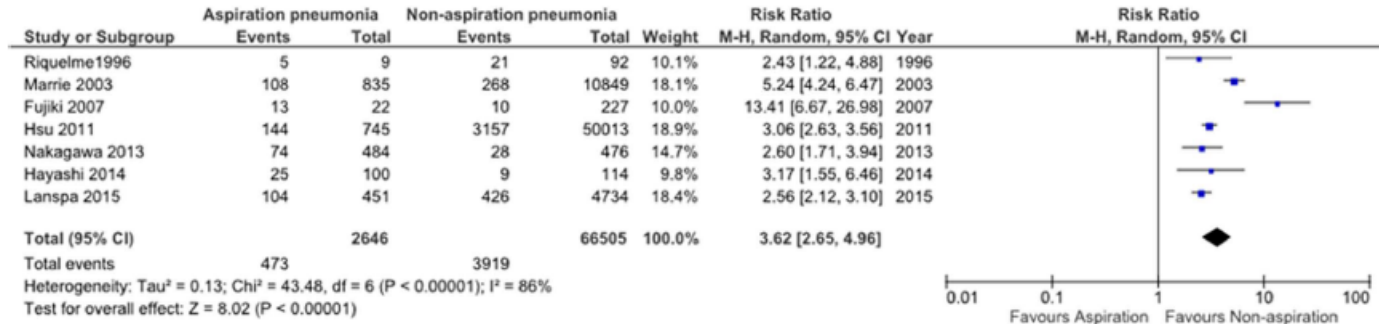 Aspiration pneumonia Non-aspiration pneumonia Risk Ratio Risk Ratio
Study or Subgroup Events Total Events Total Weight M-H, Random, 95% CI Year M-H, Random, 95% CI
Riquelme1996 5 9 21 92 10.1% 2.43 [1.22, 4.88] 1996
Marrie 2003 108 835 268 10849 18.1% 5.24 [4.24, 6.47] 2003
Fujiki 2007 13 22 10 227 10.0% 13.41 [6.67, 26.98] 2007
Hsu 2011 144 745 3157 50013 18.9% 3.06 [2.63, 3.56] 2011
Nakagawa 2013 74 484 28 476 14.7% 2.60 [1.71, 3.94] 2013
Hayashi 2014 25 100 9 114 9.8% 3.17 [1.55, 6.46] 2014
Lanspa 2015 104 451 426 4734 18.4% 2.56 [2.12, 3.10] 2015
Total (95% CI) 2646 66505 100.0% 3.62 [2.65, 4.96]
Total events 473 3919
Heterogeneity: Tau² = 0.13; Chi² = 43.48, df = 6 (P < 0.00001); I² = 86%
Test for overall effect: Z = 8.02 (P < 0.00001)
0.01 0.1 1 10 100
Favours Aspiration Favours Non-aspiration